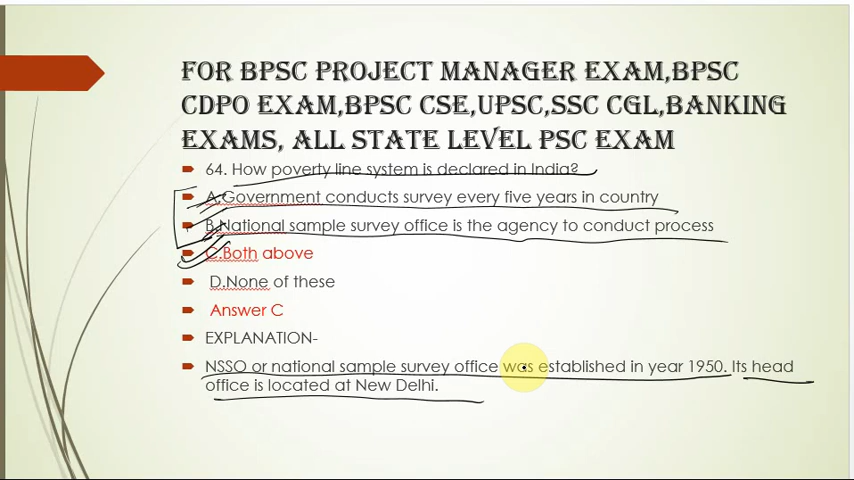 FOR BPSC PROJECT MANAGER EXAM,BPSC
CDPO EXAM,BPSC CSE,UPSC,SSC CGL,BANKING
EXAMS, ALL STATE LEVEL PSC EXAM
64. How poverty line system is declared in India?
A.Government conducts survey every five years in country
B.National sample survey office is the agency to conduct process
C.Both above
D.None of these
Answer C
EXPLANATION-
NSSO or national sample survey office was established in year 1950. Its head
office is located at New Delhi.